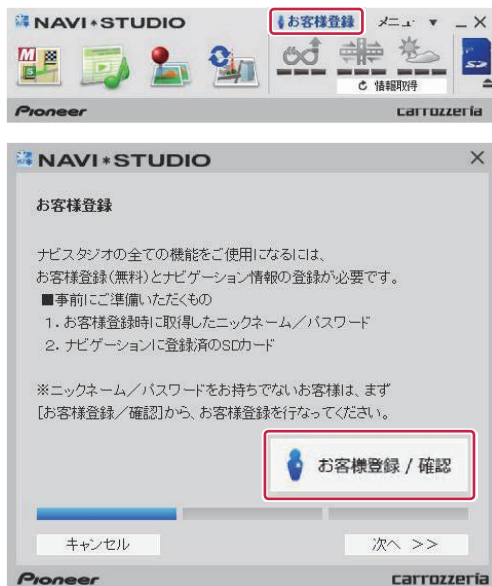 NAVI*STUDIO
お客様登録
メニュー ▼ _ ×
情報取得
Pioneer
carrozzeria
NAVI*STUDIO ×
お客様登録
ナビスタジオの全ての機能をご使用になるには、
お客様登録(無料)とナビゲーション情報の登録が必要です。
■事前にご準備いただくもの
1.お客様登録時に取得したニックネーム/パスワード
2.ナビゲーションに登録済のSDカード
※ニックネーム/パスワードをお持ちでないお客様は、まず
[お客様登録/確認]から、お客様登録を行なってください。
お客様登録 / 確認
キャンセル
次へ >>
Pioneer
carrozzeria